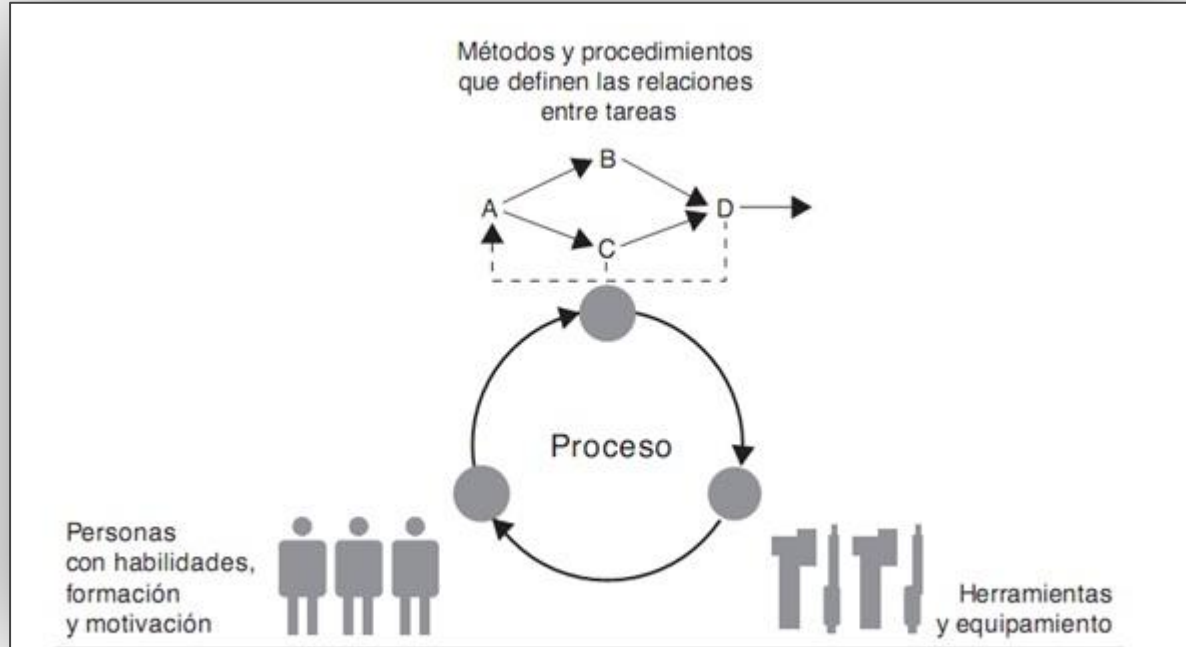 Métodos y procedimientos
que definen las relaciones
entre tareas
B
A
D
C
Proceso
Personas
con habilidades,
formación
y motivación
Herramientas
y equipamiento